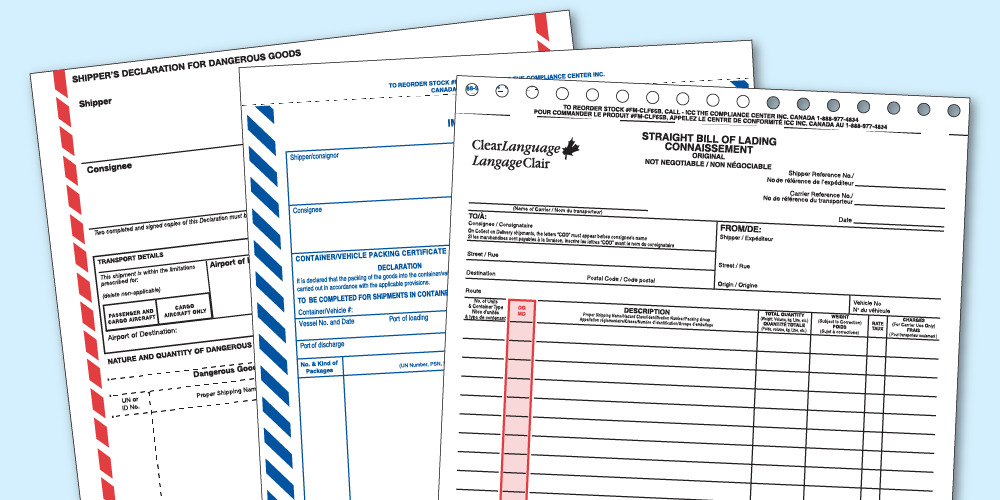 SHIPPER'S DECLARATION FOR DANGEROUS GOODS
Shipper
Consignee
Two completed and signed copies of this Declaration must b
TRANSPORT DETAILS
This shipment is within the limitations
prescribed for:
(delete non-applicable)
Airport of
PASSENGER AND
CARGO AIRCRAFT
CARGO
AIRCRAFT ONLY
Airport of Destination:
NATURE AND QUANTITY OF DANGEROUS
Dangerous Goo
UN or
ID No.
Proper Shipping Nam
TO REORDER STOCK #
THE COMPLIANCE CENTER INC.
CANADA
Shipper/consignor
Consignee
CONTAINER/VEHICLE PACKING CERTIFICATE
DECLARATION
It is declared that the packing of the goods into the container/ve
carried out in accordance with the applicable provisions.
TO BE COMPLETED FOR SHIPMENTS IN CONTAINE
Container/Vehicle #:
Vessel No. and Date
Port of loading
Port of discharge
No. & Kind of
Packages
(UN Number, PSN,
TO REORDER STOCK #FM-CLF65B, CALL - ICC THE COMPLIANCE CENTER INC. CANADA 1-888-977-4834
POUR COMMANDER LE PRODUIT #FM-CLF65B, APPELEZ LE CENTRE DE CONFORMITÉ ICC INC. CANADA AU 1-888-977-4834
ClearLanguage
LangageClair
STRAIGHT BILL OF LADING
CONNAISSEMENT
ORIGINAL
NOT NEGOTIABLE / NON NÉGOCIABLE
Shipper Reference No./
No de référence de l'expéditeur
Carrier Reference No./
No de référence du transporteur
Date
(Name of Carrier / Nom du transporteur)
TO/À:
Consignee / Consignataire
On Collect on Delivery shipments, the letters "COD" must appear before consignee's name
Si les marchandises sont payables à la livraison, inscrire les lettres "COD" avant le nom du consignataire
Street / Rue
Destination
Postal Code / Code postal
Route
FROM/DE:
Shipper / Expéditeur
Street / Rue
Origin / Origine
Vehicle No
N° du véhicule
No. of Units
& Container Type
Nbre d'unités
& type de contenant
DG
MD
DESCRIPTION
Proper Shipping Name/Hazard Class/Identification Number/Packing Group
Appellation réglementaire/Classe/Numéro d'identification/Groupe d'emballage
TOTAL QUANTITY
(Weight, Volume, kg, Litre, etc.)
QUANTITÉ TOTALE
(Poids, volume, kg, Litre, etc.)
WEIGHT
(Subject to Correction)
POIDS
(Sujet à correction)
RATE
TAUX
CHARGES
(For Carrier Use Only)
FRAIS
(Pour transporteur seulement)